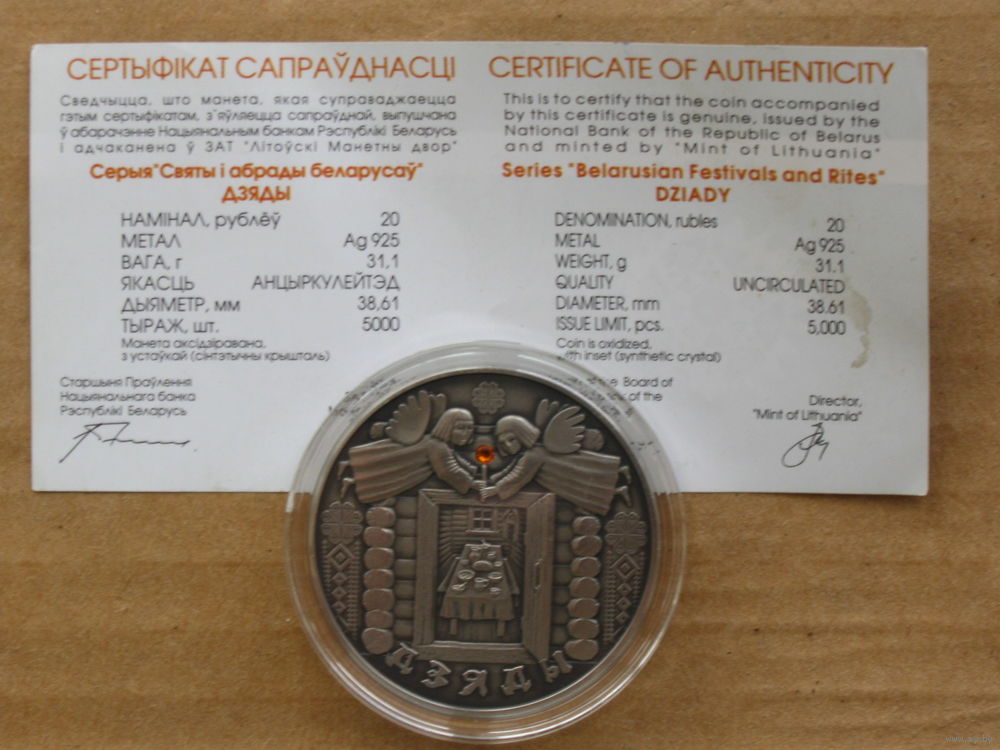 СЕРТЫФІКАТ САПРАЎДНАСЦІ
Сведчыцца, што манета, якая суправаджаецца
гэтым сертыфікатам, з'яўляецца сапраўднай, выпушчана
ў абарачэнне Нацыянальным банкам Рэспублікі Беларусь
і адчаканена ў ЗАТ "Літоўскі Манетны двор"
Серыя "Святы і абрады беларусаў"
ДЗЯДЫ
НАМІНАЛ, рублёў 20
МЕТАЛ Ag 925
ВАГА, г 31,1
ЯКАСЦЬ АНЦЫРКУЛЕЙТЭД
ДЫЯМЕТР, мм 38,61
ТЫРАЖ, шт. 5000
Манета аксідзіравана,
з устаўкай (сінтэтычны крышталь)
Старшыня Праўлення
Нацыянальнага банка
Рэспублікі Беларусь
CERTIFICATE OF AUTHENTICITY
This is to certify that the coin accompanied
by this certificate is genuine, issued by the
National Bank of the Republic of Belarus
and minted by "Mint of Lithuania"
Series "Belarusian Festivals and Rites"
DZIADY
DENOMINATION, rubles 20
METAL Ag 925
WEIGHT, g 31.1
QUALITY UNCIRCULATED
DIAMETER, mm 38.61
ISSUE LIMIT, pcs. 5,000
Coin is oxidized,
with inset (synthetic crystal)
of the Board of
of the
Director,
"Mint of Lithuania"
ДЗЯДЫ